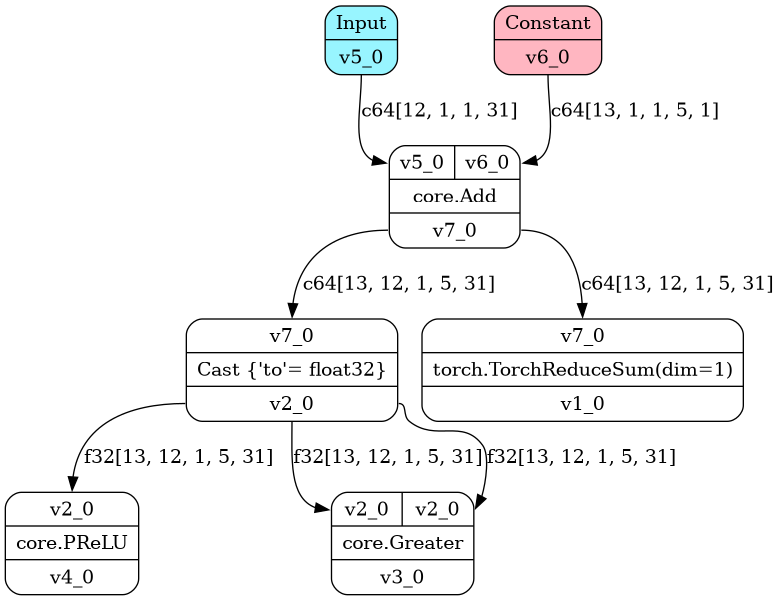 Input
v5_0
Constant
v6_0
c64[12, 1, 1, 31]
c64[13, 1, 1, 5, 1]
v5_0 v6_0
core.Add
v7_0
c64[13, 12, 1, 5, 31]
c64[13, 12, 1, 5, 31]
v7_0
Cast {'to'= float32}
v2_0
v7_0
torch.TorchReduceSum(dim=1)
v1_0
f32[13, 12, 1, 5, 31]
f32[13, 12, 1, 5, 31]
f32[13, 12, 1, 5, 31]
v2_0
core.PReLU
v4_0
v2_0 v2_0
core.Greater
v3_0